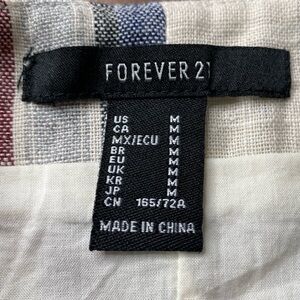 FOREVER 21
US M
CA M
MX/ECU M
BR M
EU M
UK M
KR M
JP M
CN 165/72A
MADE IN CHINA